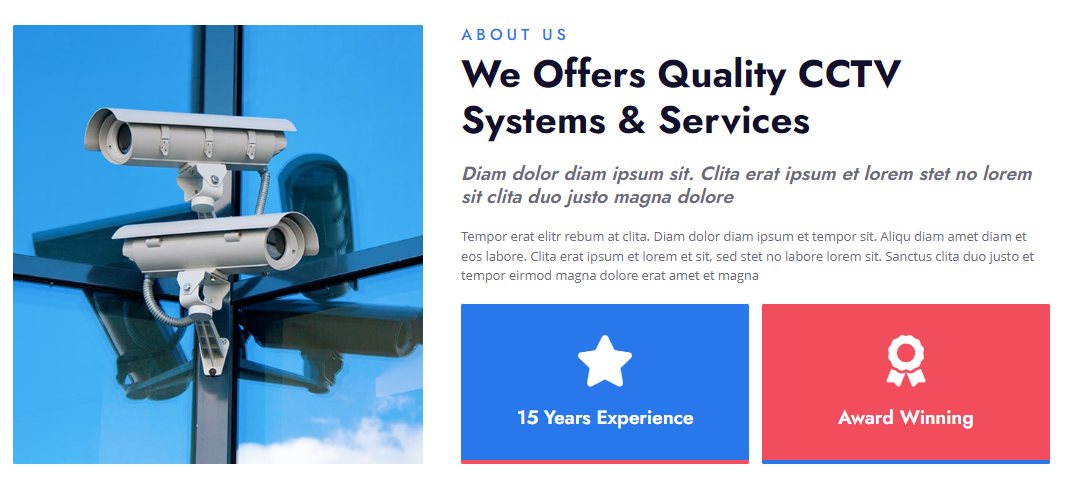 ABOUT US
We Offers Quality CCTV
Systems & Services
Diam dolor diam ipsum sit. Clita erat ipsum et lorem stet no lorem
sit clita duo justo magna dolore
Tempor erat elitr rebum at clita. Diam dolor diam ipsum et tempor sit. Aliqu diam amet diam et
eos labore. Clita erat ipsum et lorem et sit, sed stet no labore lorem sit. Sanctus clita duo justo et
tempor eirmod magna dolore erat amet et magna
15 Years Experience
Award Winning